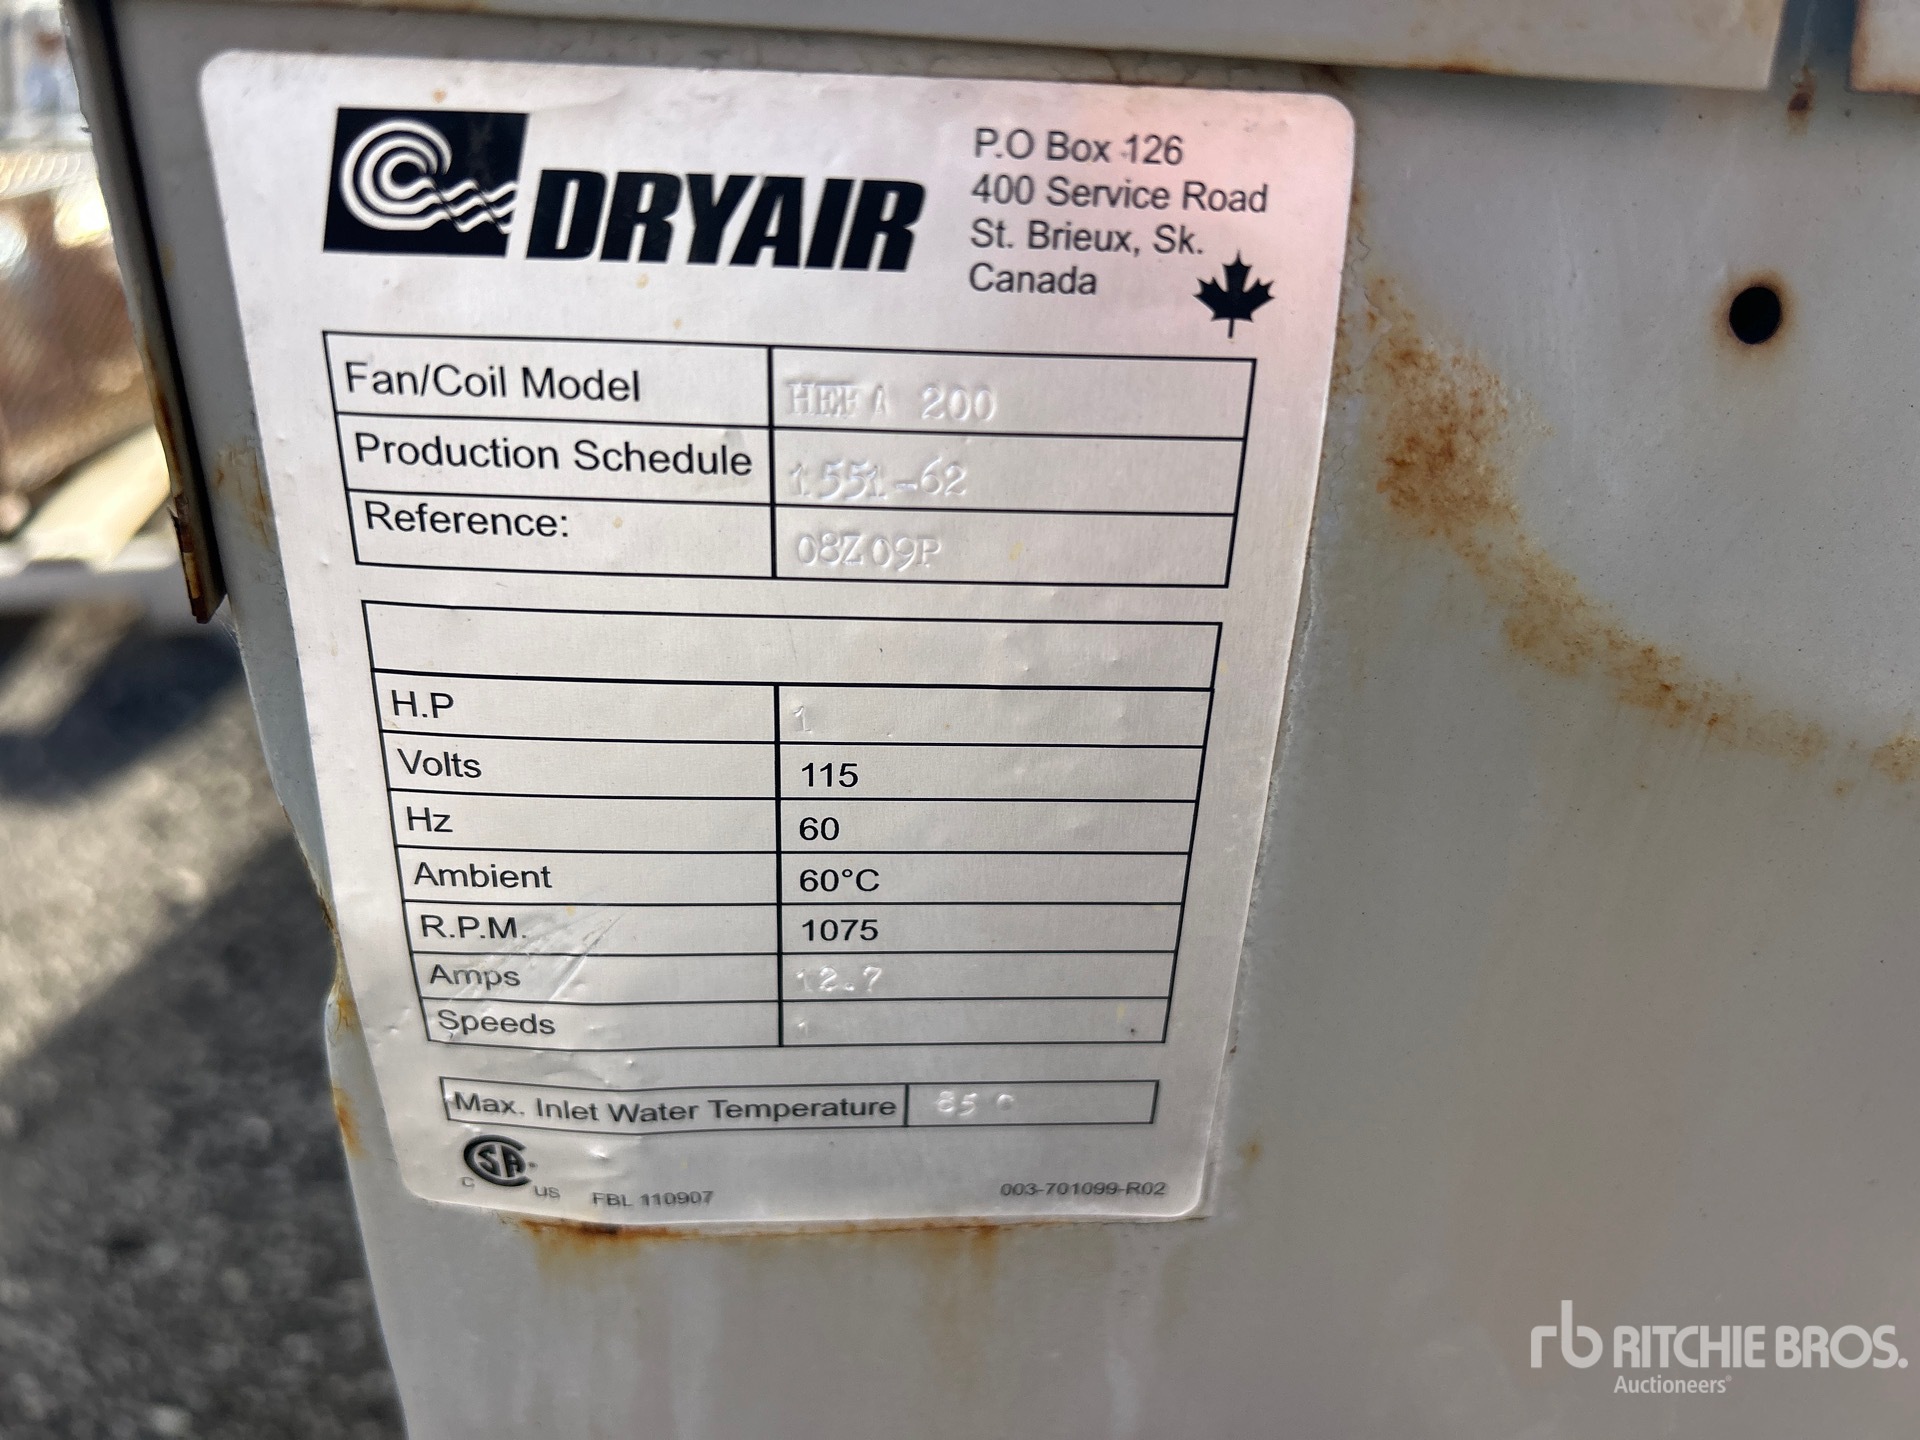 DRYAIR
P.O Box 126
400 Service Road
St. Brieux, Sk.
Canada
Fan/Coil Model HEFA 200
Production Schedule 1551-62
Reference: 08Z09P
H.P 1
Volts 115
Hz 60
Ambient 60°C
R.P.M. 1075
Amps 12.7
Speeds 1
Max. Inlet Water Temperature 85 C
CSA
C US FBL 110907 003-701099-R02
rb RITCHIE BROS.
Auctioneers